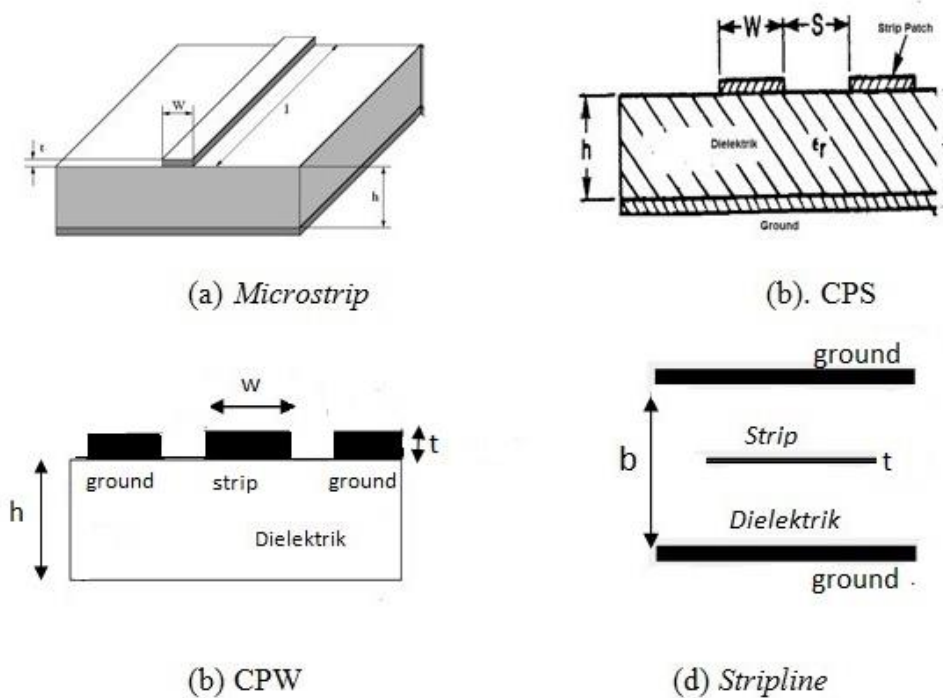 W
l
t
h
(a) Microstrip
W
S
Strip Patch
h
Dielektrik
εr
Ground
(b). CPS
w
t
ground
strip
ground
h
Dielektrik
(b) CPW
ground
b
Strip
t
Dielektrik
ground
(d) Stripline